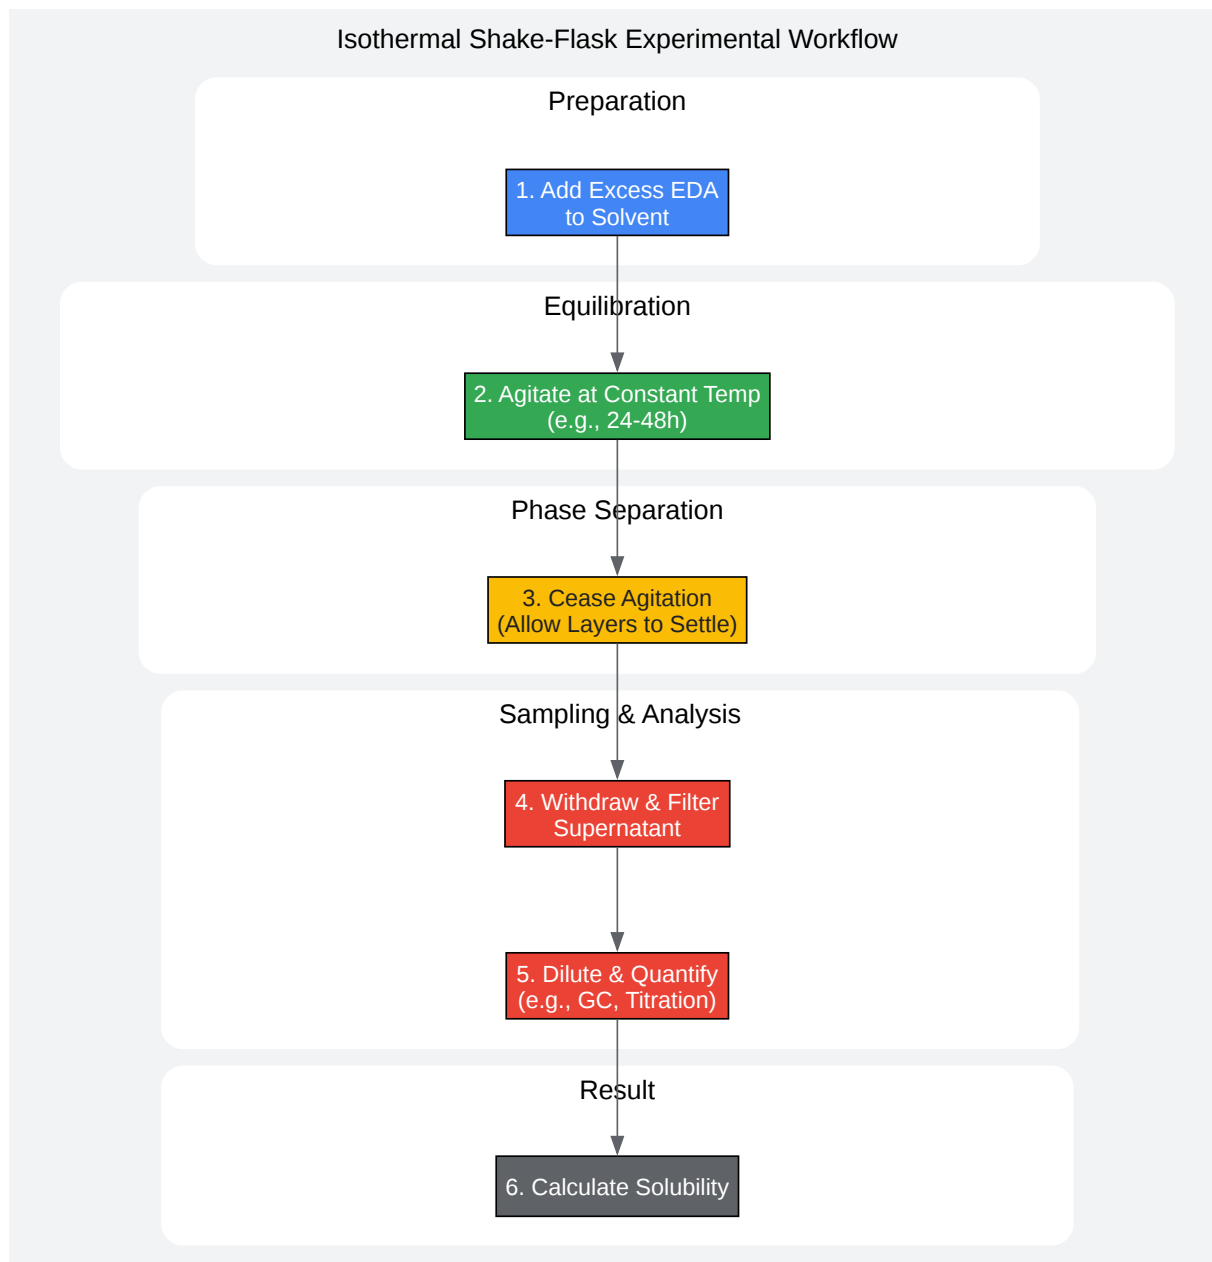 Isothermal Shake-Flask Experimental Workflow
Preparation
1. Add Excess EDA
to Solvent
Equilibration
2. Agitate at Constant Temp
(e.g., 24-48h)
Phase Separation
3. Cease Agitation
(Allow Layers to Settle)
Sampling & Analysis
4. Withdraw & Filter
Supernatant
5. Dilute & Quantify
(e.g., GC, Titration)
Result
6. Calculate Solubility